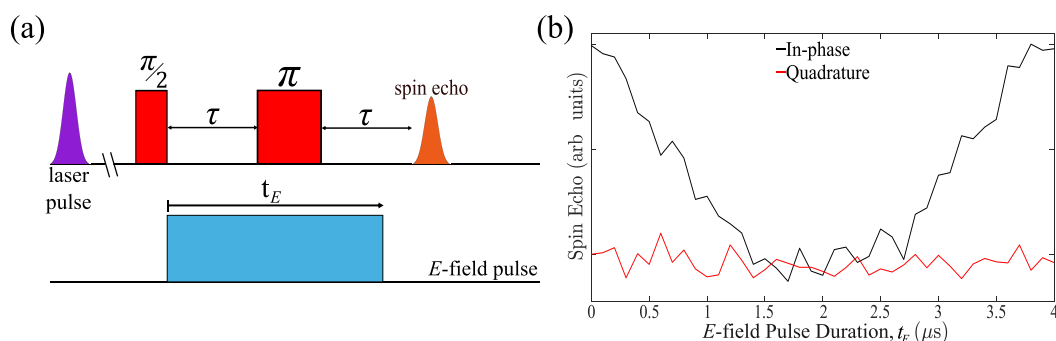 (a)
π/2
π
spin echo
τ
τ
laser
pulse
t_E
E-field pulse
(b)
In-phase
Quadrature
Spin Echo (arb units)
0 0.5 1 1.5 2 2.5 3 3.5 4
E-field Pulse Duration, t_E (μs)